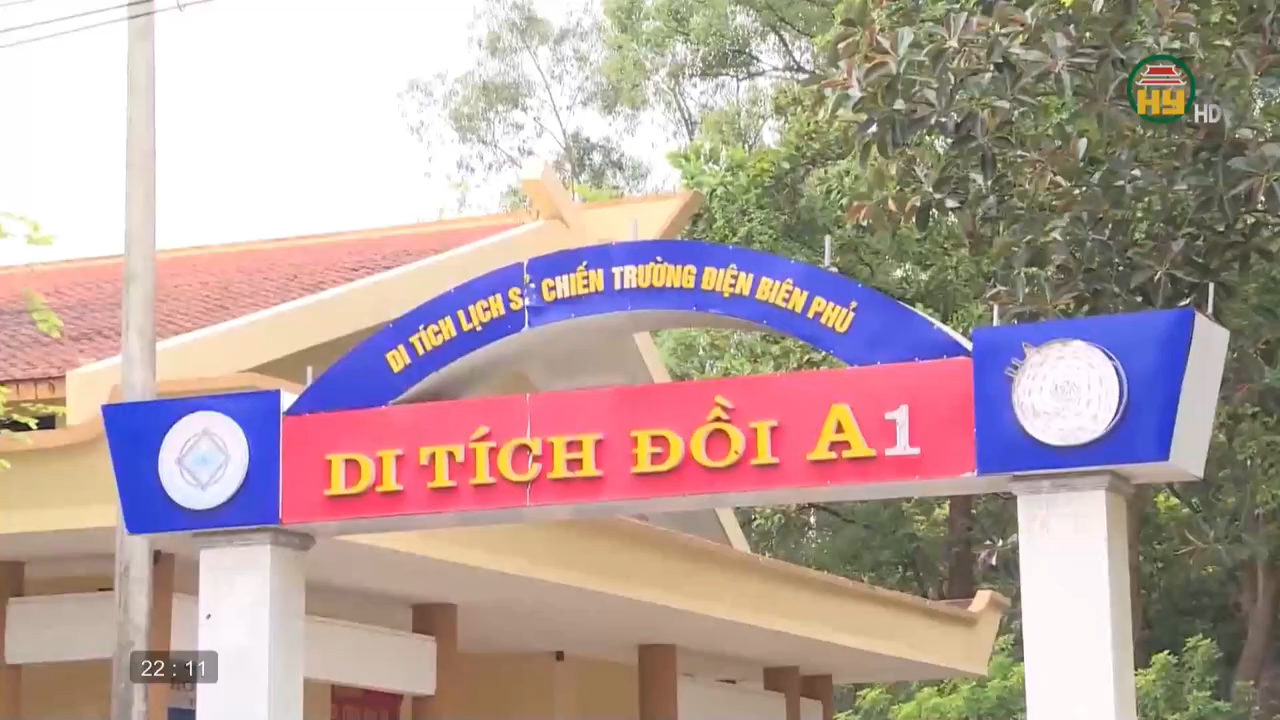 HY HD
DI TÍCH LỊCH SỬ CHIẾN TRƯỜNG ĐIỆN BIÊN PHỦ
DI TÍCH ĐỒI A1
22 : 11